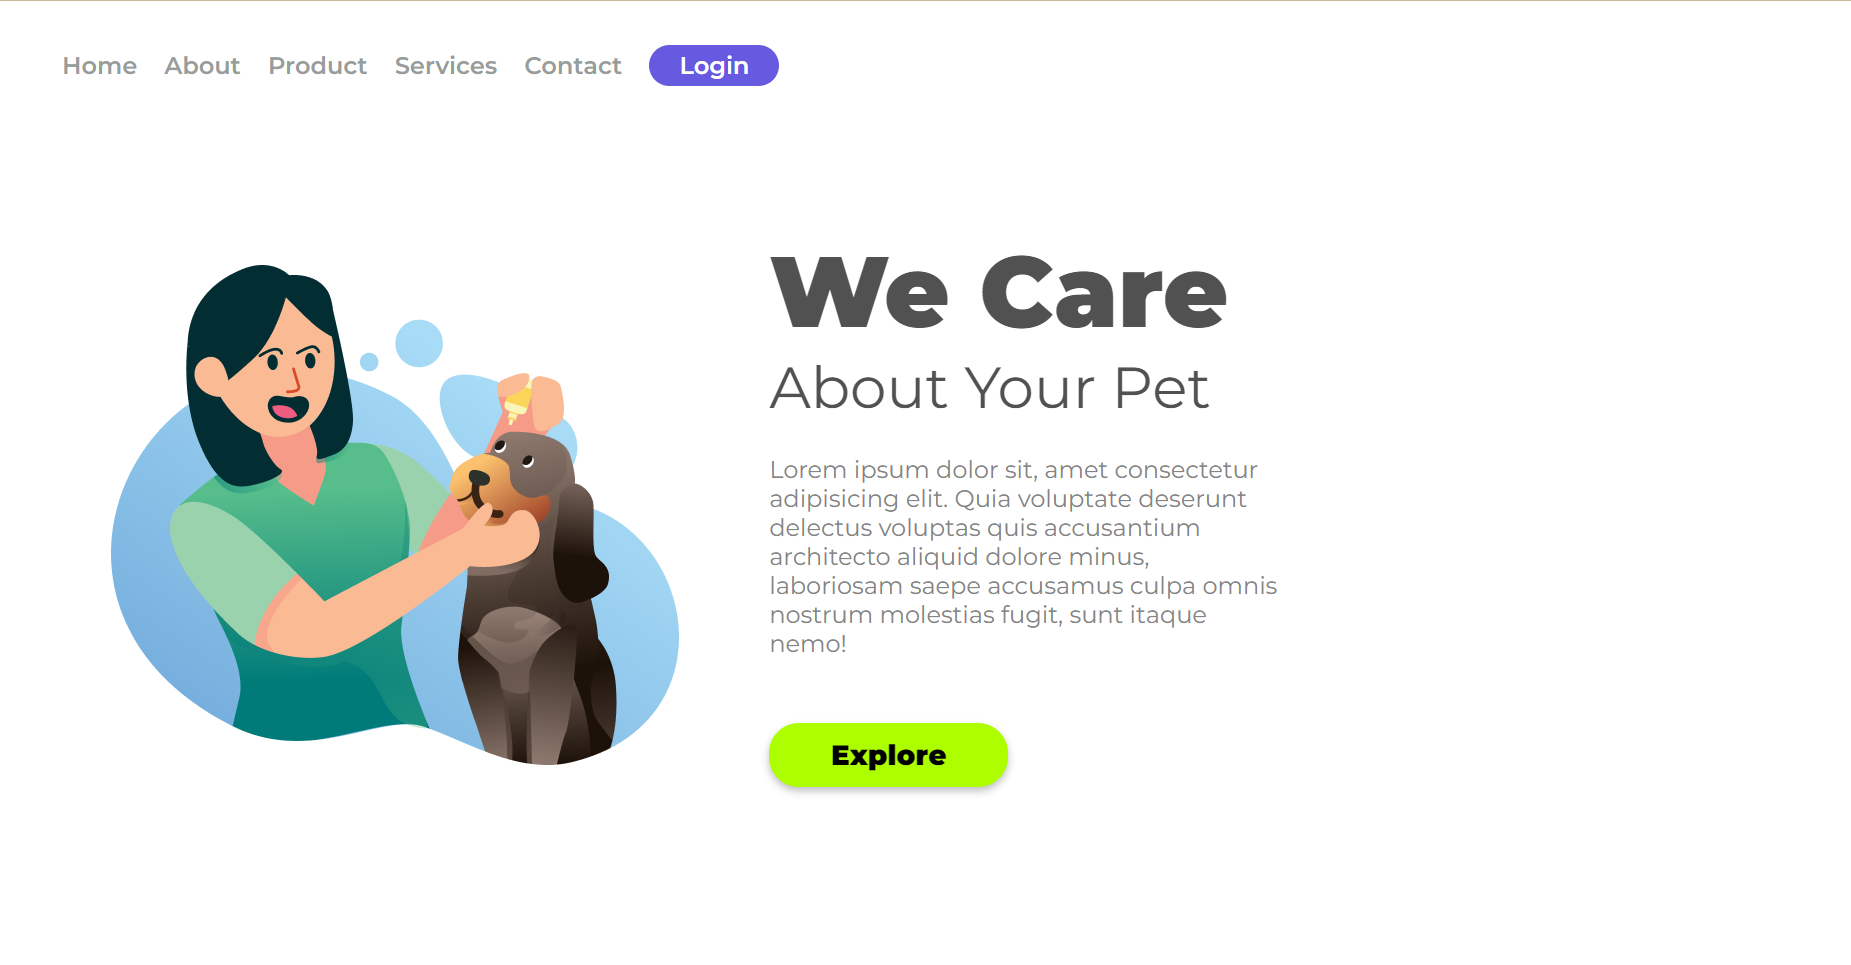 Home About Product Services Contact Login
We Care
About Your Pet
Lorem ipsum dolor sit, amet consectetur
adipisicing elit. Quia voluptate deserunt
delectus voluptas quis accusantium
architecto aliquid dolore minus,
laboriosam saepe accusamus culpa omnis
nostrum molestias fugit, sunt itaque
nemo!
Explore